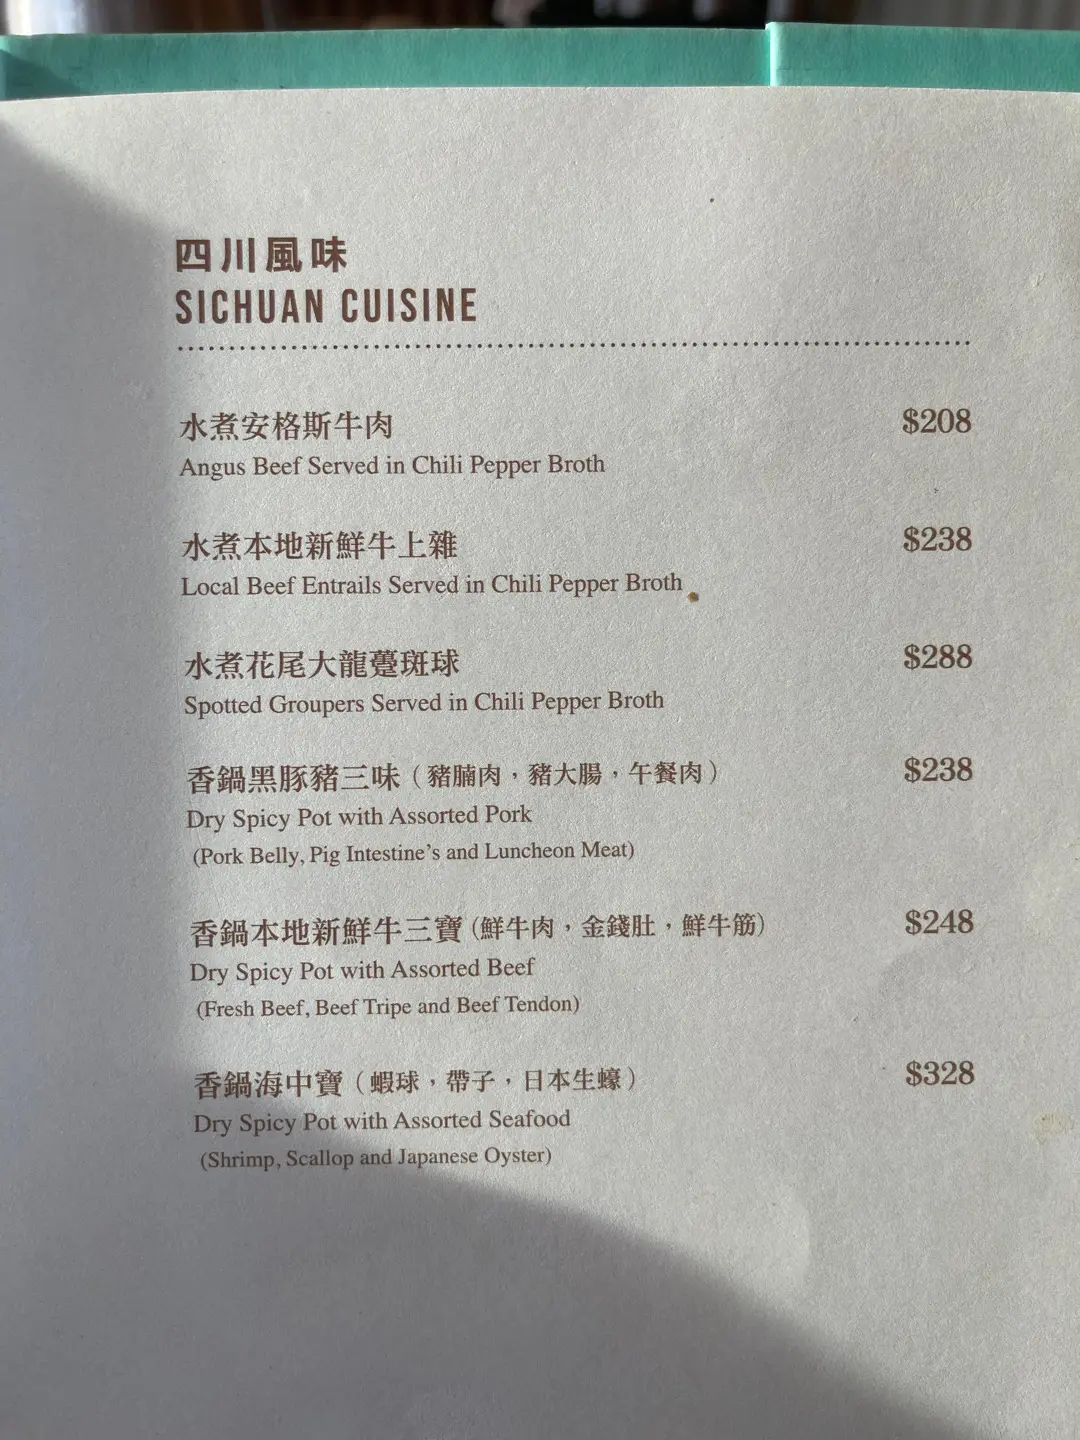 四川風味
SICHUAN CUISINE
水煮安格斯牛肉 $208
Angus Beef Served in Chili Pepper Broth
水煮本地新鮮牛上雜 $238
Local Beef Entrails Served in Chili Pepper Broth
水煮花尾大龍躉斑球 $288
Spotted Groupers Served in Chili Pepper Broth
香鍋黑豚豬三味（豬腩肉，豬大腸，午餐肉） $238
Dry Spicy Pot with Assorted Pork
(Pork Belly, Pig Intestine's and Luncheon Meat)
香鍋本地新鮮牛三寶(鮮牛肉，金錢肚，鮮牛筋) $248
Dry Spicy Pot with Assorted Beef
(Fresh Beef, Beef Tripe and Beef Tendon)
香鍋海中寶（蝦球，帶子，日本生蠔） $328
Dry Spicy Pot with Assorted Seafood
(Shrimp, Scallop and Japanese Oyster)